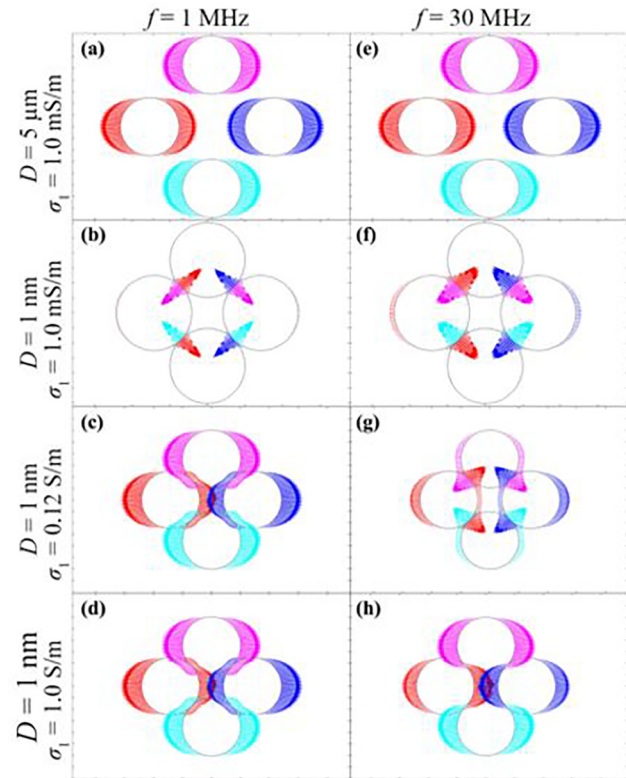 f = 1 MHz f = 30 MHz
(a) (e)
D = 5 μm
σ₁ = 1.0 mS/m
(b) (f)
D = 1 nm
σ₁ = 1.0 mS/m
(c) (g)
D = 1 nm
σ₁ = 0.12 S/m
(d) (h)
D = 1 nm
σ₁ = 1.0 S/m